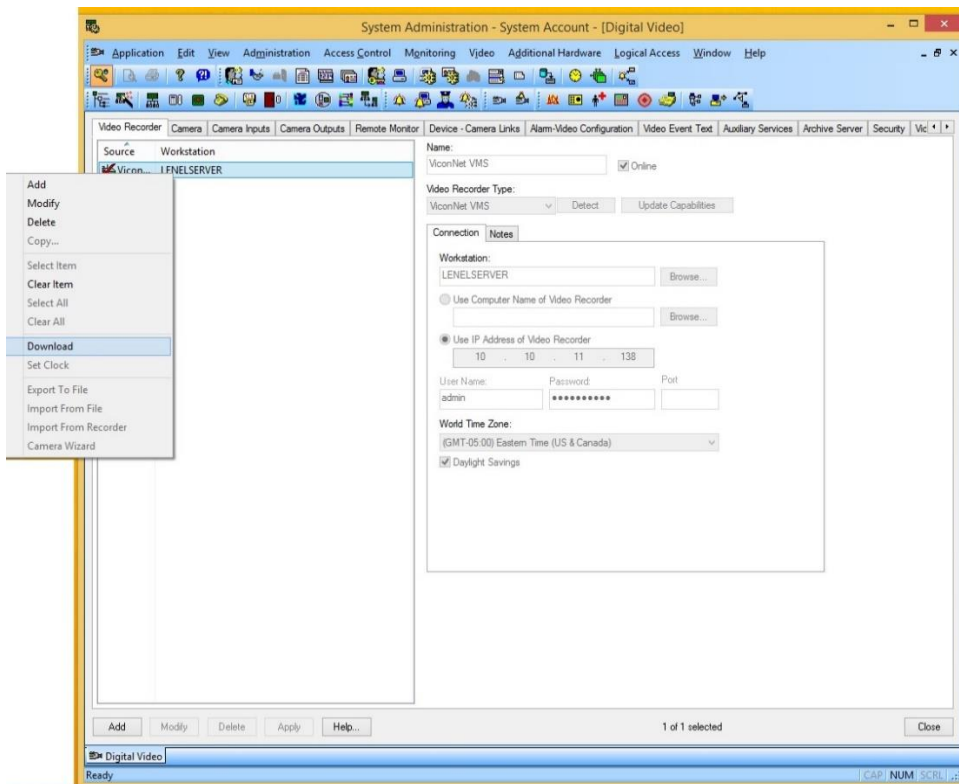 System Administration - System Account - [Digital Video]
Application Edit View Administration Access Control Monitoring Video Additional Hardware Logical Access Window Help
Video Recorder Camera Camera Inputs Camera Outputs Remote Monitor Device - Camera Links Alarm-Video Configuration Video Event Text Auxiliary Services Archive Server Security Vic
Source Workstation
Vicon... LENELSERVER
Add
Modify
Delete
Copy...
Select Item
Clear Item
Select All
Clear All
Download
Set Clock
Export To File
Import From File
Import From Recorder
Camera Wizard
Name:
ViconNet VMS Online
Video Recorder Type:
ViconNet VMS Detect Update Capabilities
Connection Notes
Workstation:
LENELSERVER Browse...
Use Computer Name of Video Recorder
Browse...
Use IP Address of Video Recorder
10 . 10 . 11 . 138
User Name: Password: Port
admin ••••••••••
World Time Zone:
(GMT-05:00) Eastern Time (US & Canada)
Daylight Savings
Add Modify Delete Apply Help... 1 of 1 selected Close
Digital Video
Ready CAP NUM SCRL